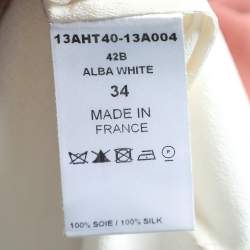 13AHT40-13A004
42B
ALBA WHITE
34
MADE IN
FRANCE
100% SOIE / 100% SILK